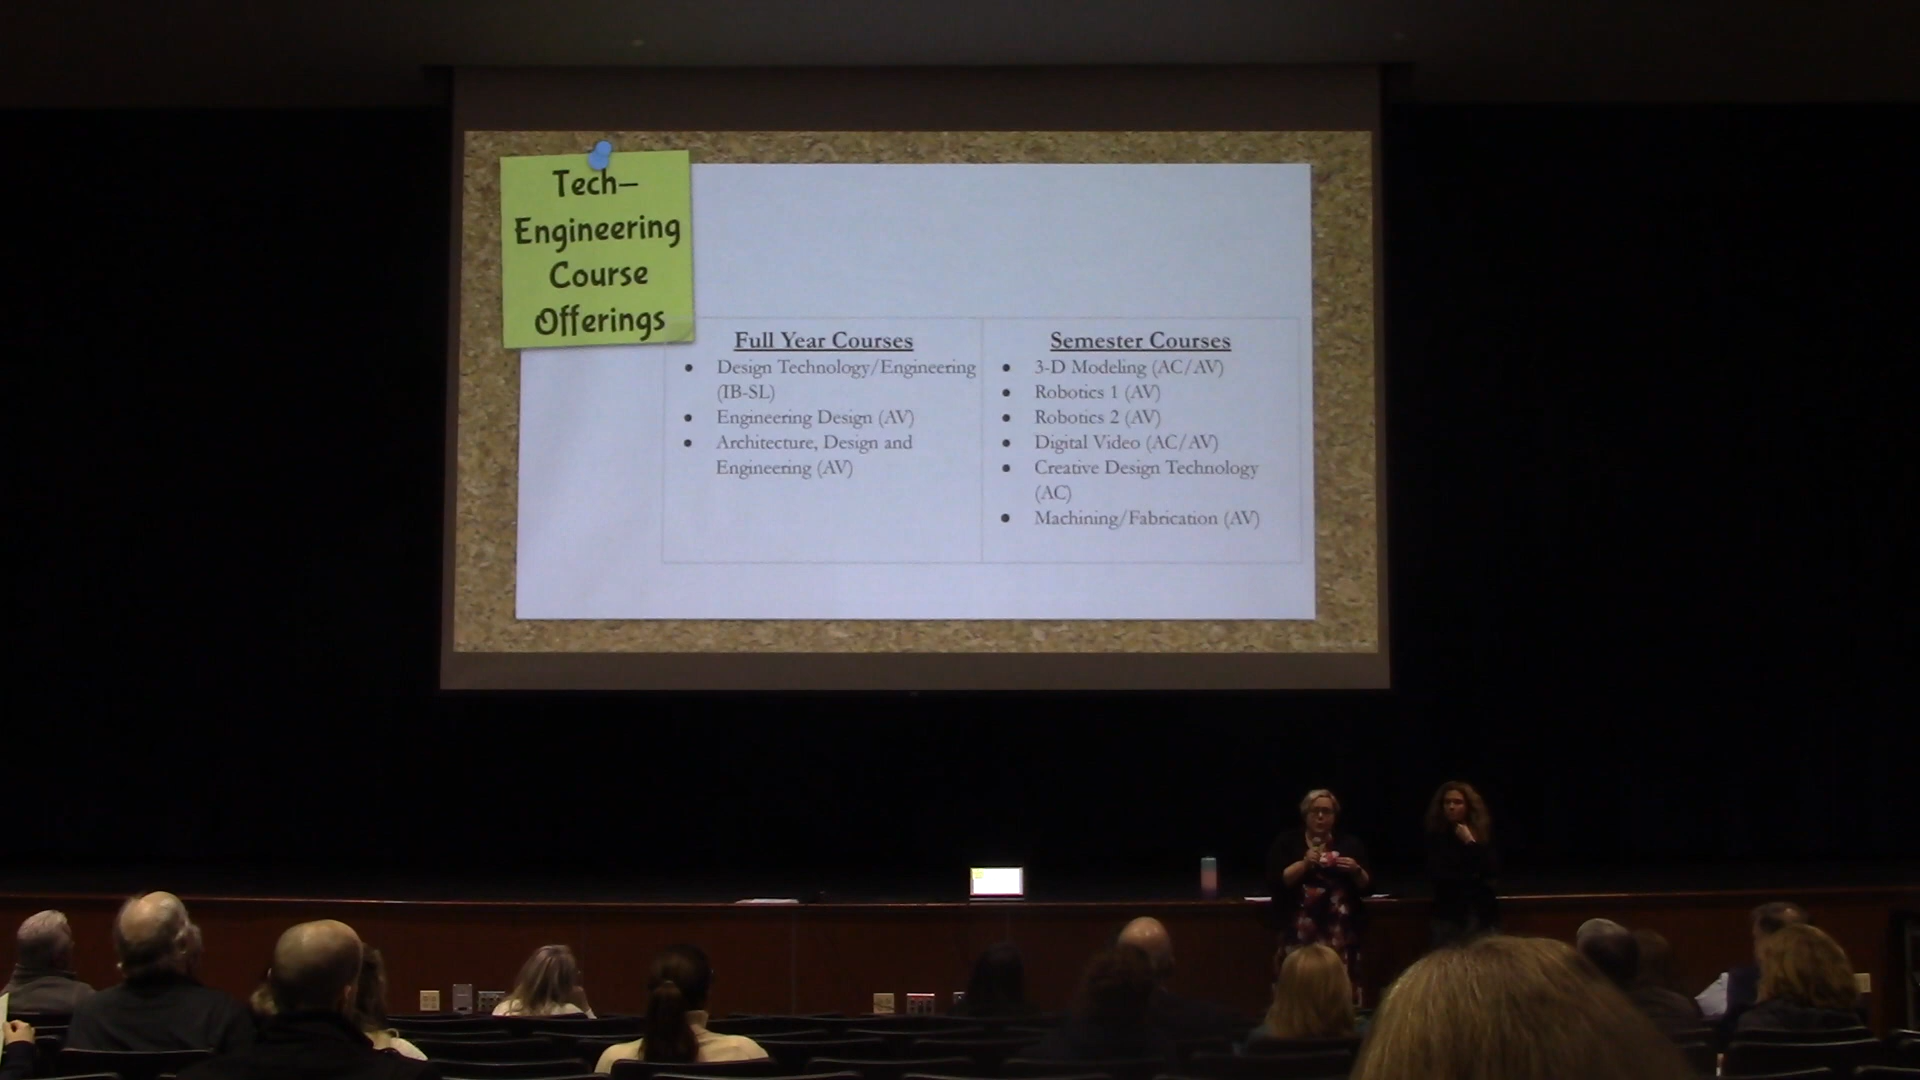 Tech–
Engineering
Course
Offerings
Full Year Courses
Design Technology/Engineering
(IB-SL)
Engineering Design (AV)
Architecture, Design and
Engineering (AV)
Semester Courses
3-D Modeling (AC/AV)
Robotics 1 (AV)
Robotics 2 (AV)
Digital Video (AC/AV)
Creative Design Technology
(AC)
Machining/Fabrication (AV)